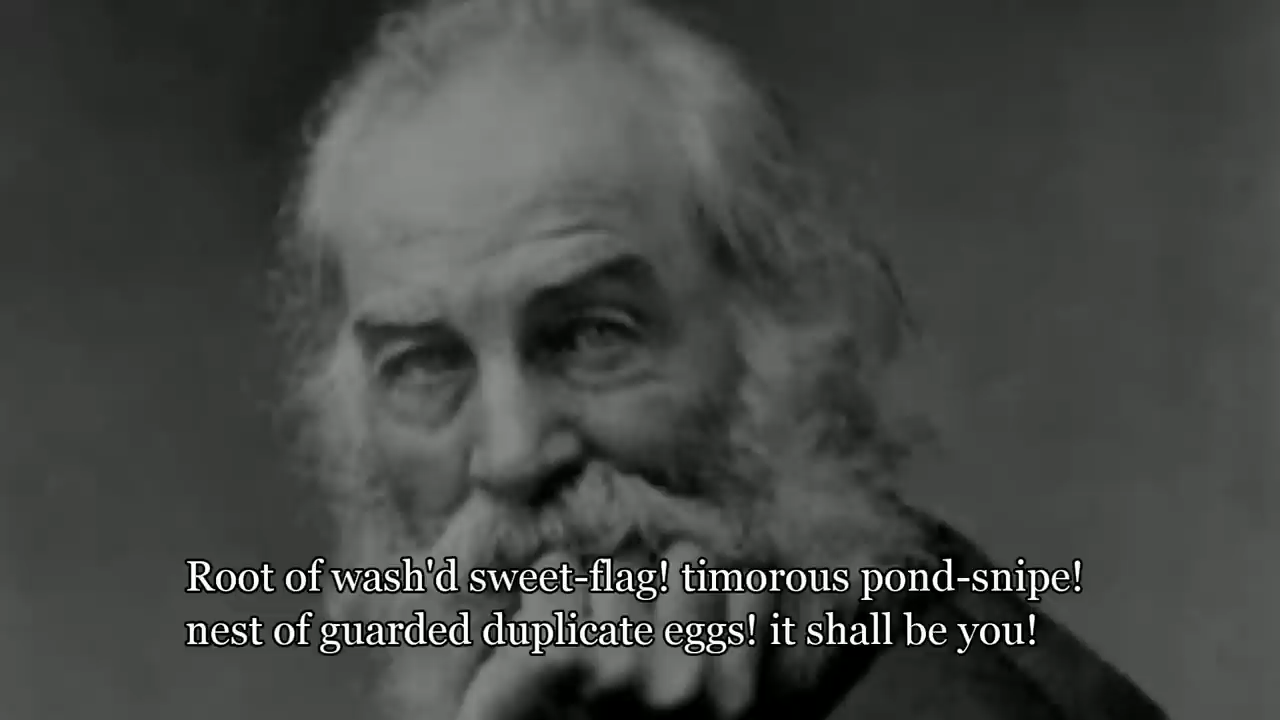 Root of wash'd sweet-flag! timorous pond-snipe!
nest of guarded duplicate eggs! it shall be you!